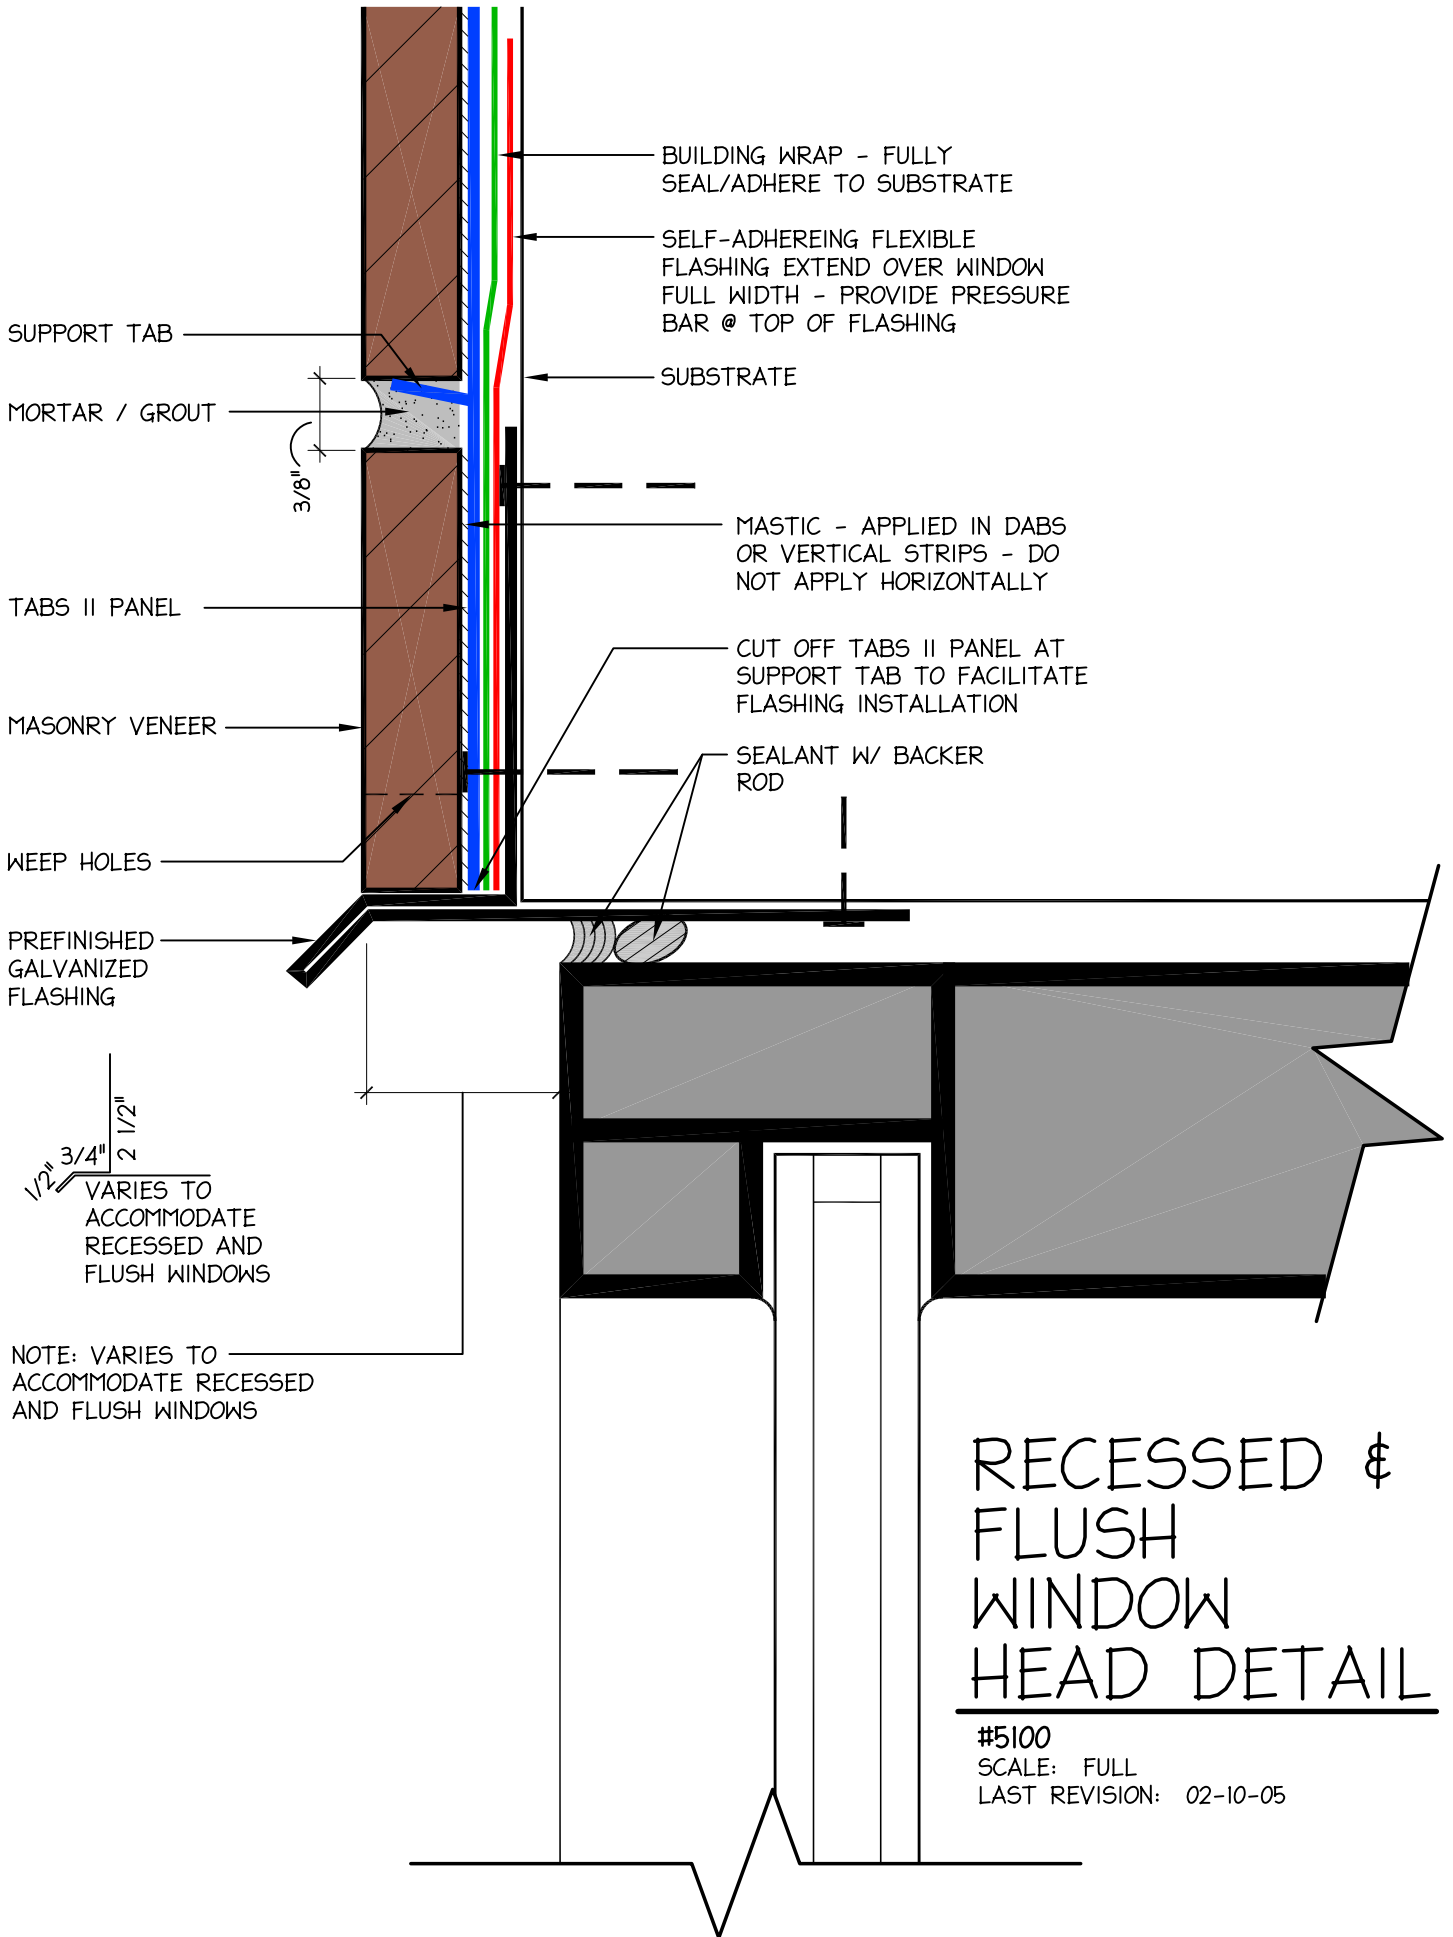 BUILDING WRAP - FULLY
SEAL/ADHERE TO SUBSTRATE
SELF-ADHEREING FLEXIBLE
FLASHING EXTEND OVER WINDOW
FULL WIDTH - PROVIDE PRESSURE
BAR @ TOP OF FLASHING
SUPPORT TAB
SUBSTRATE
MORTAR / GROUT
3/8"
MASTIC - APPLIED IN DABS
OR VERTICAL STRIPS - DO
NOT APPLY HORIZONTALLY
TABS II PANEL
CUT OFF TABS II PANEL AT
SUPPORT TAB TO FACILITATE
FLASHING INSTALLATION
MASONRY VENEER
SEALANT W/ BACKER
ROD
WEEP HOLES
PREFINISHED
GALVANIZED
FLASHING
2 1/2"
3/4"
1/2"
VARIES TO
ACCOMMODATE
RECESSED AND
FLUSH WINDOWS
NOTE: VARIES TO
ACCOMMODATE RECESSED
AND FLUSH WINDOWS
RECESSED &
FLUSH
WINDOW
HEAD DETAIL
#5100
SCALE: FULL
LAST REVISION: 02-10-05